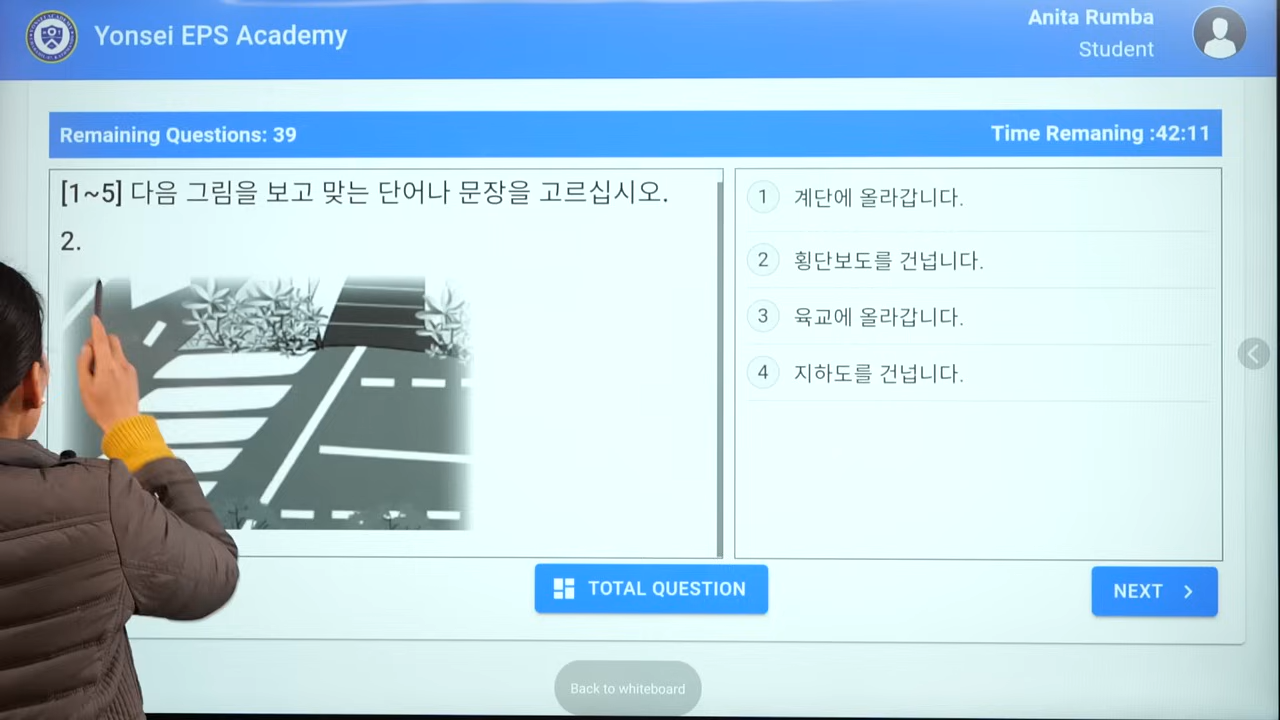 Yonsei EPS Academy
Anita Rumba
Student
Remaining Questions: 39
Time Remaning :42:11
[1~5] 다음 그림을 보고 맞는 단어나 문장을 고르십시오.
2.
1 계단에 올라갑니다.
2 횡단보도를 건넙니다.
3 육교에 올라갑니다.
4 지하도를 건넙니다.
TOTAL QUESTION
NEXT
Back to whiteboard